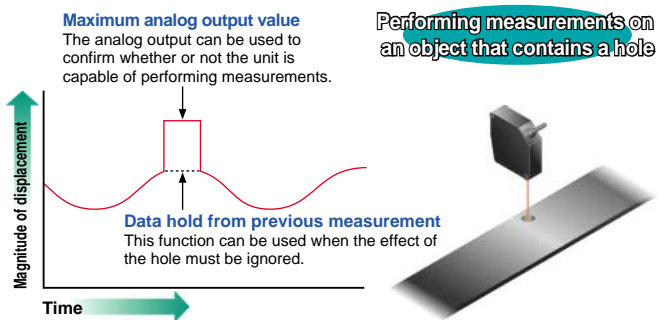 Maximum analog output value
The analog output can be used to
confirm whether or not the unit is
capable of performing measurements.
Performing measurements on
an object that contains a hole
Magnitude of displacement
Data hold from previous measurement
This function can be used when the effect of
the hole must be ignored.
Time